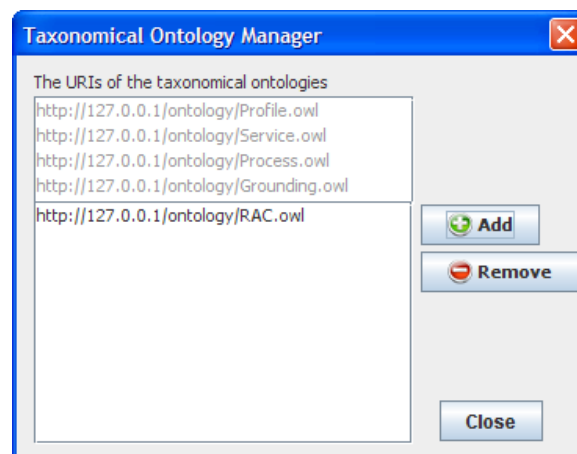 Taxonomical Ontology Manager
The URIs of the taxonomical ontologies
http://127.0.0.1/ontology/Profile.owl
http://127.0.0.1/ontology/Service.owl
http://127.0.0.1/ontology/Process.owl
http://127.0.0.1/ontology/Grounding.owl
http://127.0.0.1/ontology/RAC.owl
Add
Remove
Close